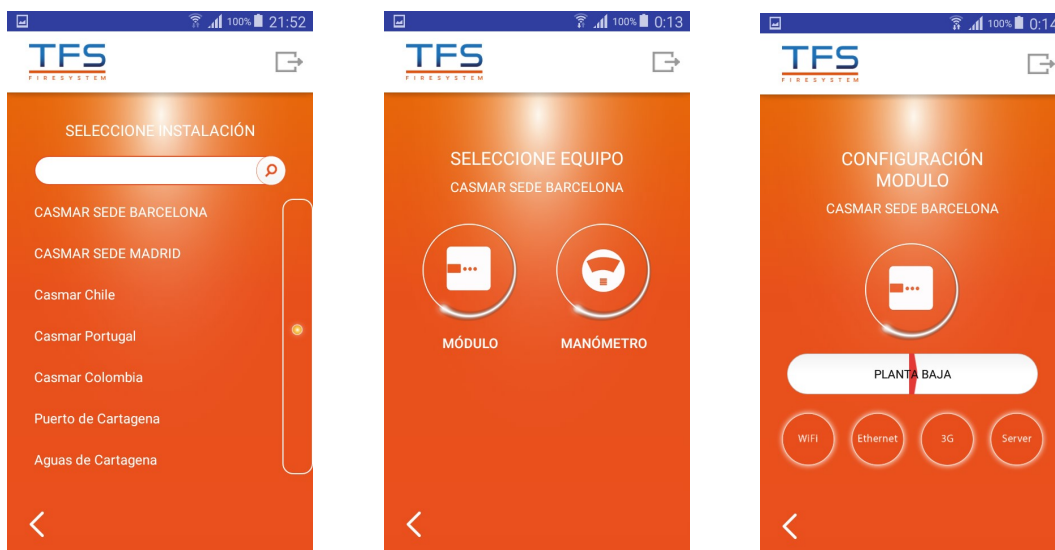 100% 21:52
TFS
FIRESYSTEM
SELECCIONE INSTALACIÓN
CASMAR SEDE BARCELONA
CASMAR SEDE MADRID
Casmar Chile
Casmar Portugal
Casmar Colombia
Puerto de Cartagena
Aguas de Cartagena
100% 0:13
TFS
FIRESYSTEM
SELECCIONE EQUIPO
CASMAR SEDE BARCELONA
MÓDULO
MANÓMETRO
100% 0:14
TFS
FIRESYSTEM
CONFIGURACIÓN
MODULO
CASMAR SEDE BARCELONA
PLANTA BAJA
WiFi
Ethernet
3G
Server